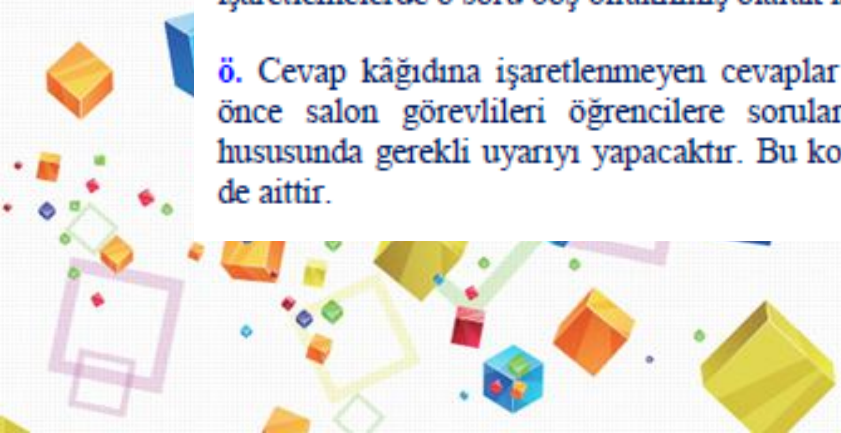 ö. Cevap kâğıdına işaretlenmeyen cevaplar
önce salon görevlileri öğrencilere sorular
hususunda gerekli uyarıyı yapacaktır. Bu ko
de aittir.